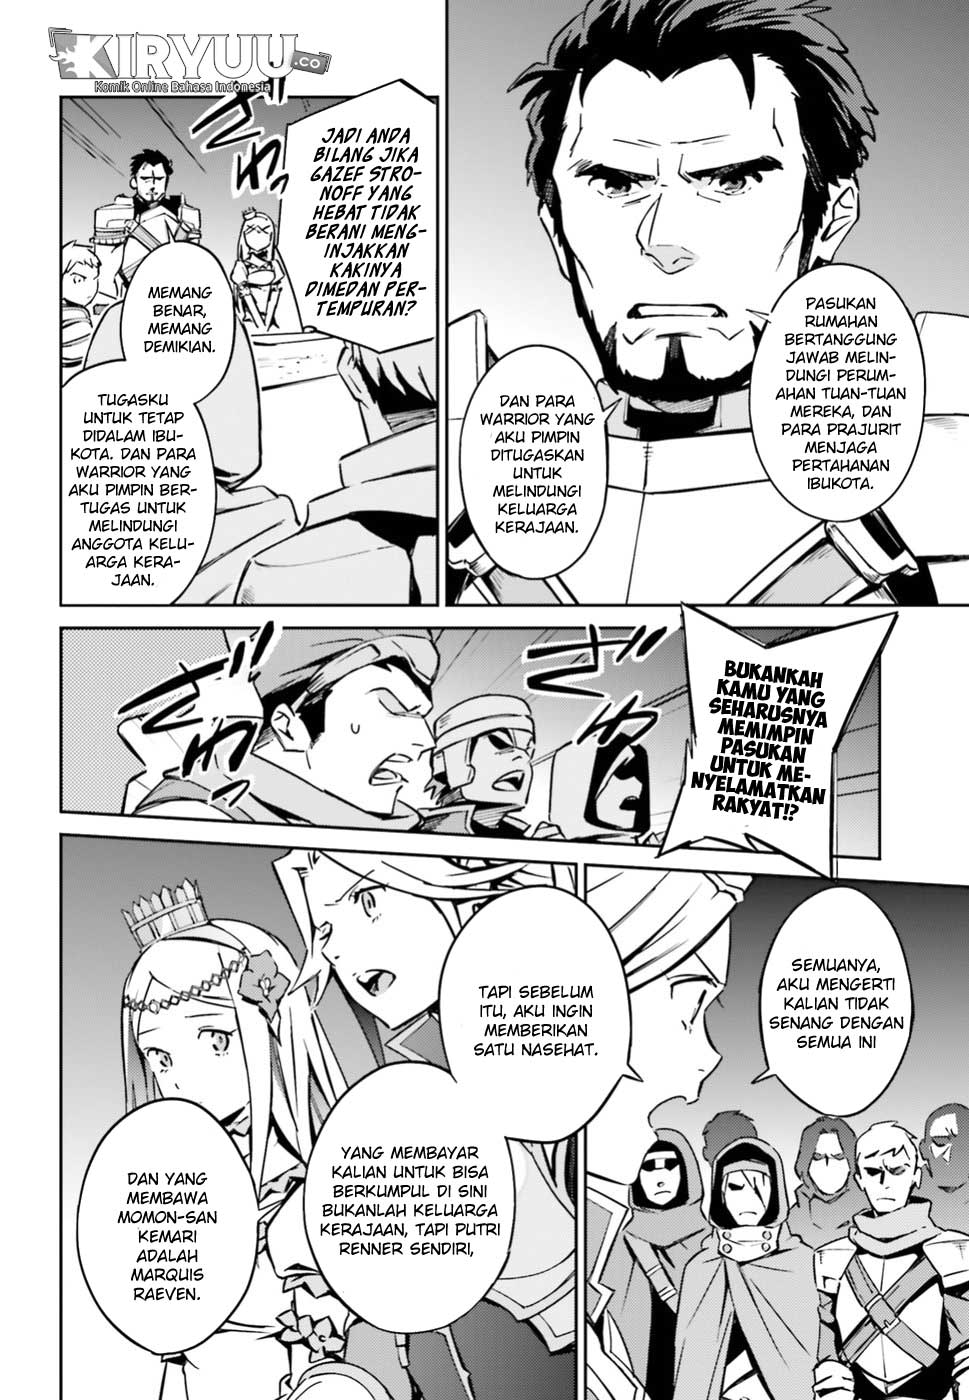 KIRYUU.CO
Komik Online Bahasa Indonesia
JADI ANDA
BILANG JIKA
GAZEF STRO-
NOFF YANG
HEBAT TIDAK
BERANI MENG-
INJAKKAN
KAKINYA
DIMEDAN PER-
TEMPURAN?
MEMANG
BENAR,
MEMANG
DEMIKIAN.
TUGASKU
UNTUK TETAP
DIDALAM IBU-
KOTA. DAN PARA
WARRIOR YANG
AKU PIMPIN BER-
TUGAS UNTUK
MELINDUNGI
ANGGOTA KELU-
ARGA KERA-
JAAN.
PASUKAN
RUMAHAN
BERTANGGUNG
JAWAB MELIN-
DUNGI PERUM-
AHAN TUAN-TUAN
MEREKA, DAN
PARA PRAJURIT
MENJAGA
PERTAHANAN
IBUKOTA.
DAN PARA
WARRIOR YANG
AKU PIMPIN
DITUGASKAN
UNTUK
MELINDUNGI
KELUARGA
KERAJAAN.
ざわ
ざわ
ざわ
BUKANKAH
KAMU YANG
SEHARUSNYA
MEMIMPIN
PASUKAN
UNTUK ME-
NYELAMATKAN
RAKYAT!?
SEMUANYA,
AKU MENGERTI
KALIAN TIDAK
SENANG DENGAN
SEMUA INI
TAPI SEBELUM
ITU, AKU INGIN
MEMBERIKAN
SATU NASEHAT.
YANG MEMBAYAR
KALIAN UNTUK BISA
BERKUMPUL DI SINI
BUKANLAH KELUARGA
KERAJAAN, TAPI PUTRI
RENNER SENDIRI,
DAN YANG
MEMBAWA
MOMON-SAN
KEMARI
ADALAH
MARQUIS
RAEVEN.